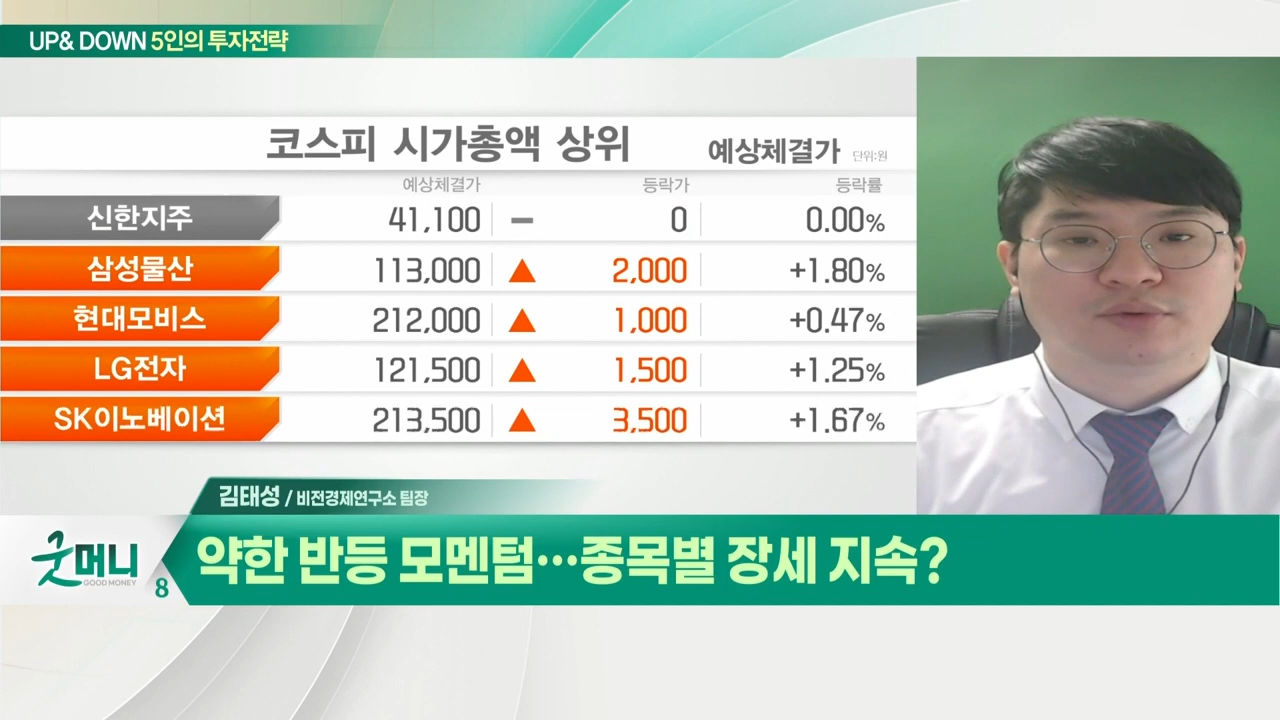 UP& DOWN 5인의 투자전략
코스피 시가총액 상위 예상체결가 단위:원
예상체결가 등락가 등락률
신한지주 41,100 – 0 0.00%
삼성물산 113,000 ▲ 2,000 +1.80%
현대모비스 212,000 ▲ 1,000 +0.47%
LG전자 121,500 ▲ 1,500 +1.25%
SK이노베이션 213,500 ▲ 3,500 +1.67%
김태성 / 비전경제연구소 팀장
굿머니
GOOD MONEY
8
약한 반등 모멘텀…종목별 장세 지속?